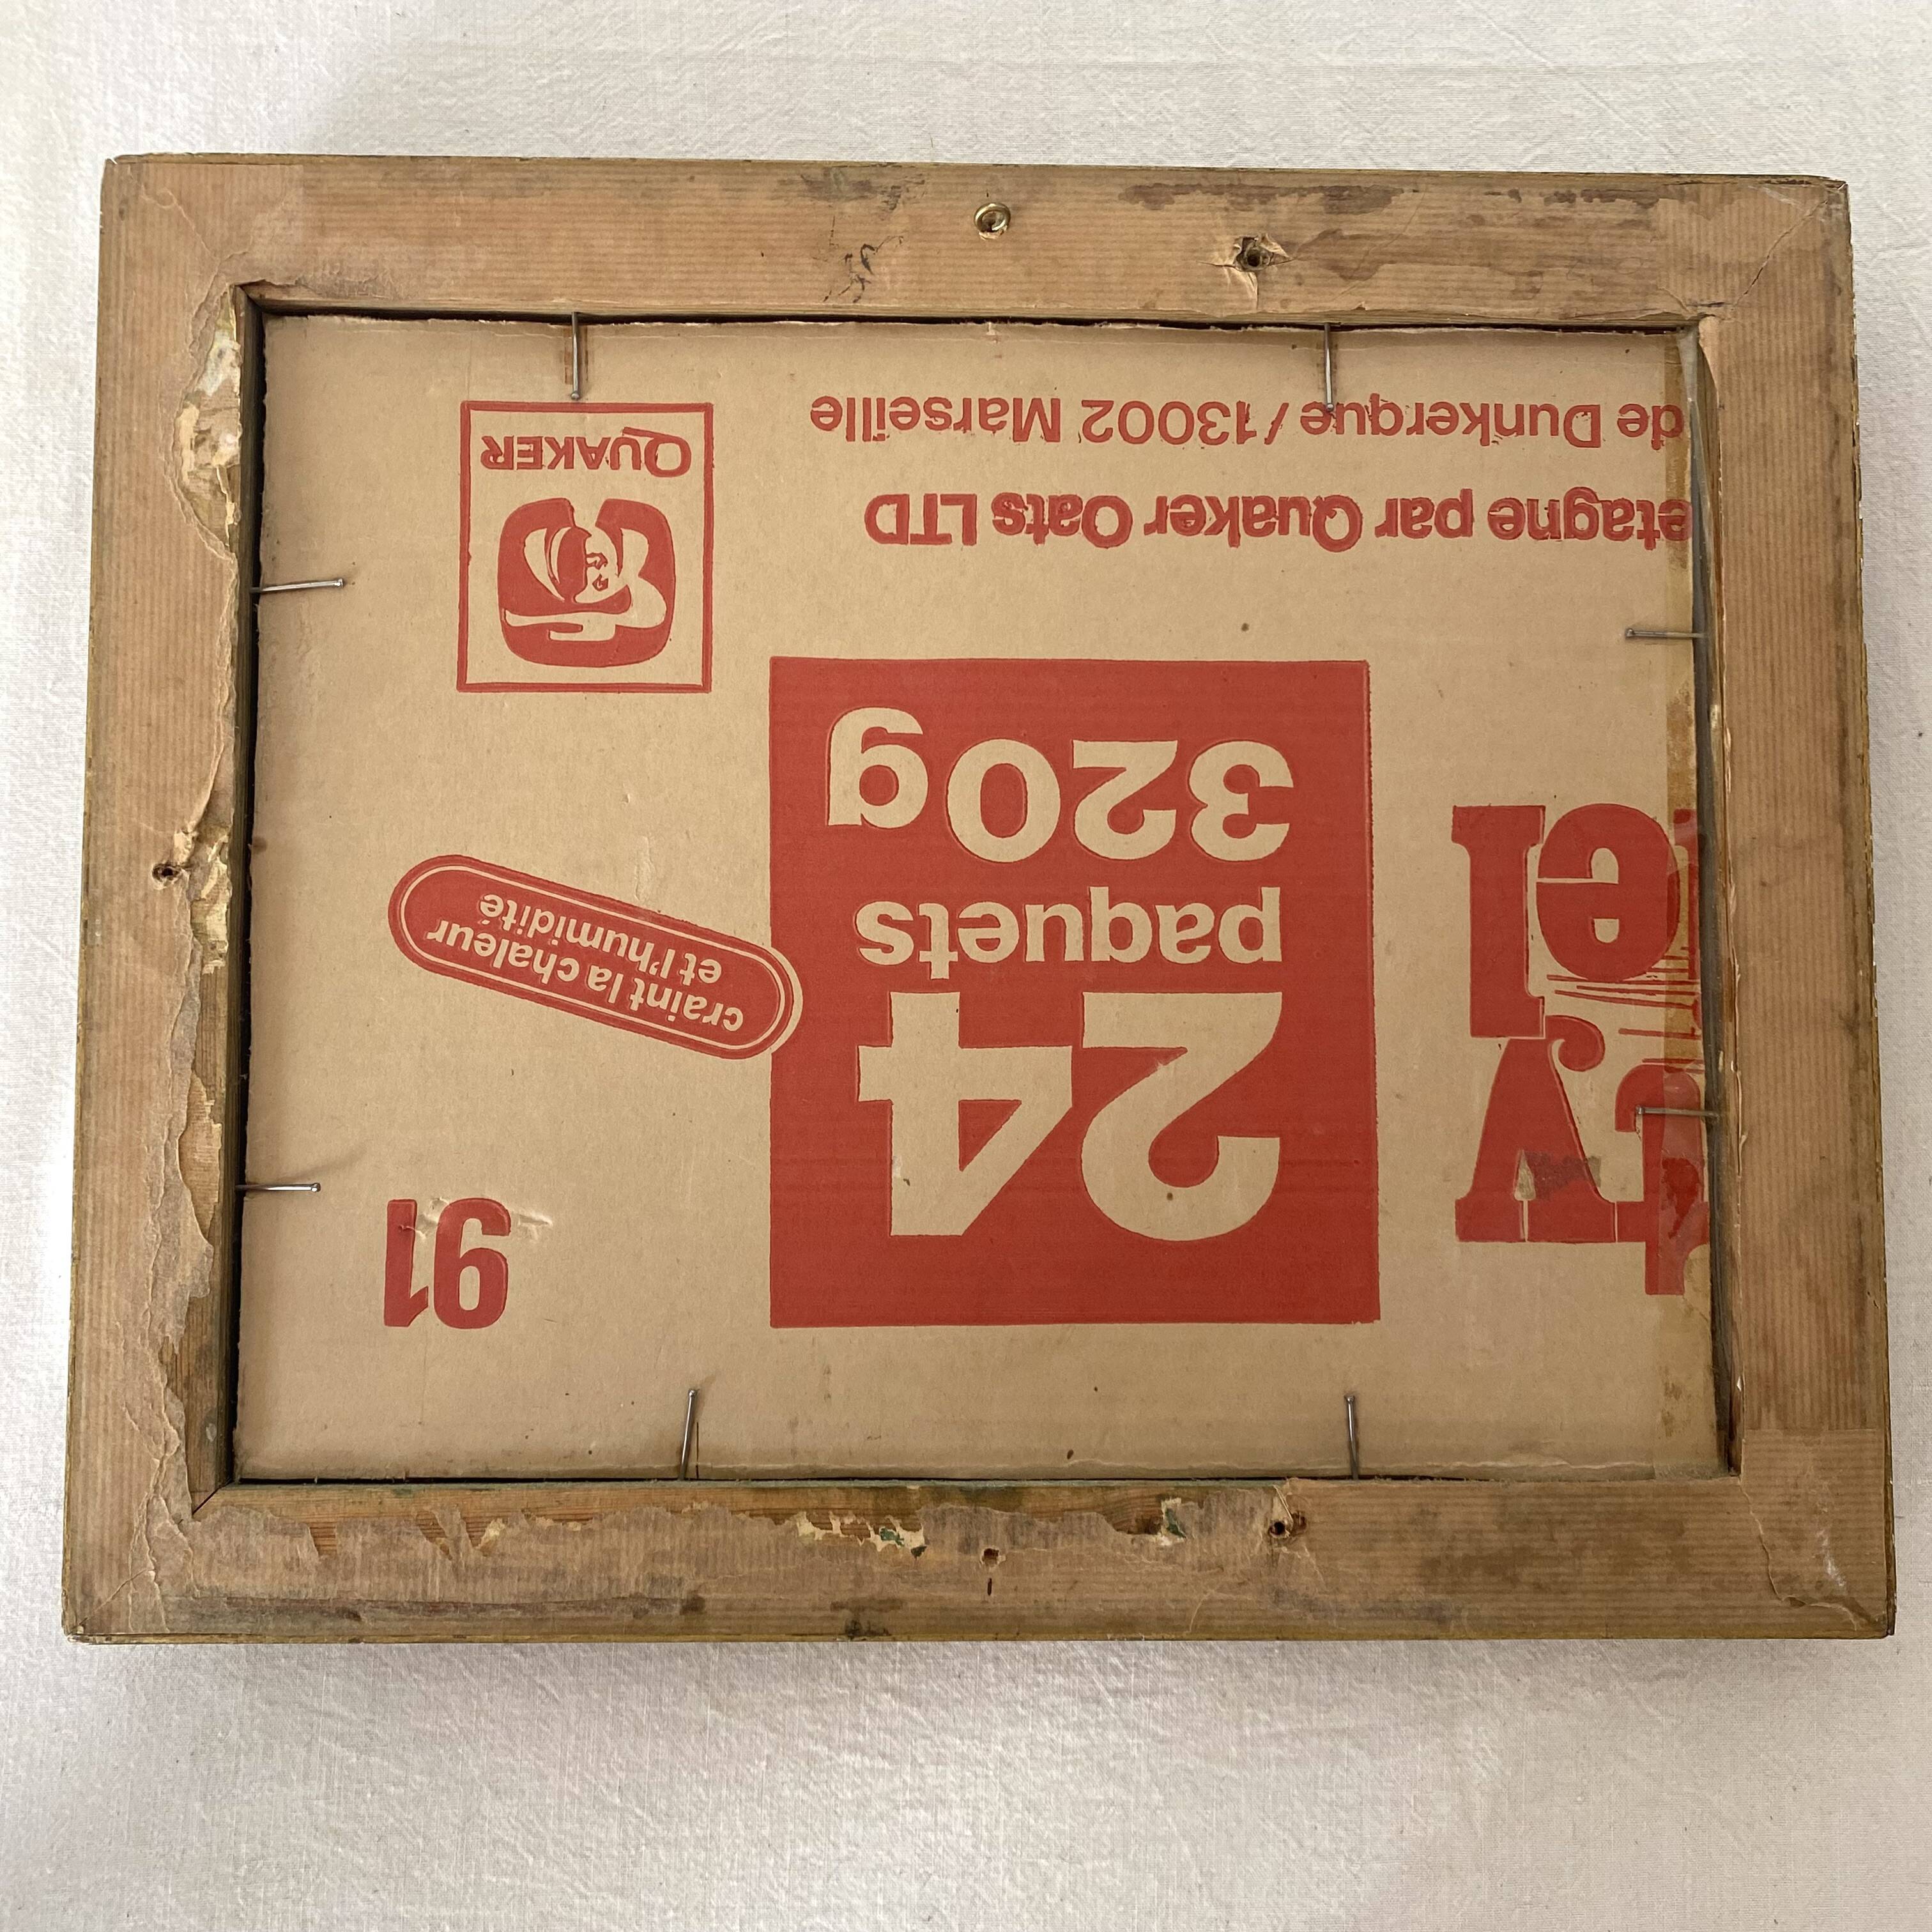 24
paquets
320g
91
craint la chaleur
et l'humidité
etagne par Quaker Oats LTD
de Dunkerque / 13002 Marseille
QUAKER